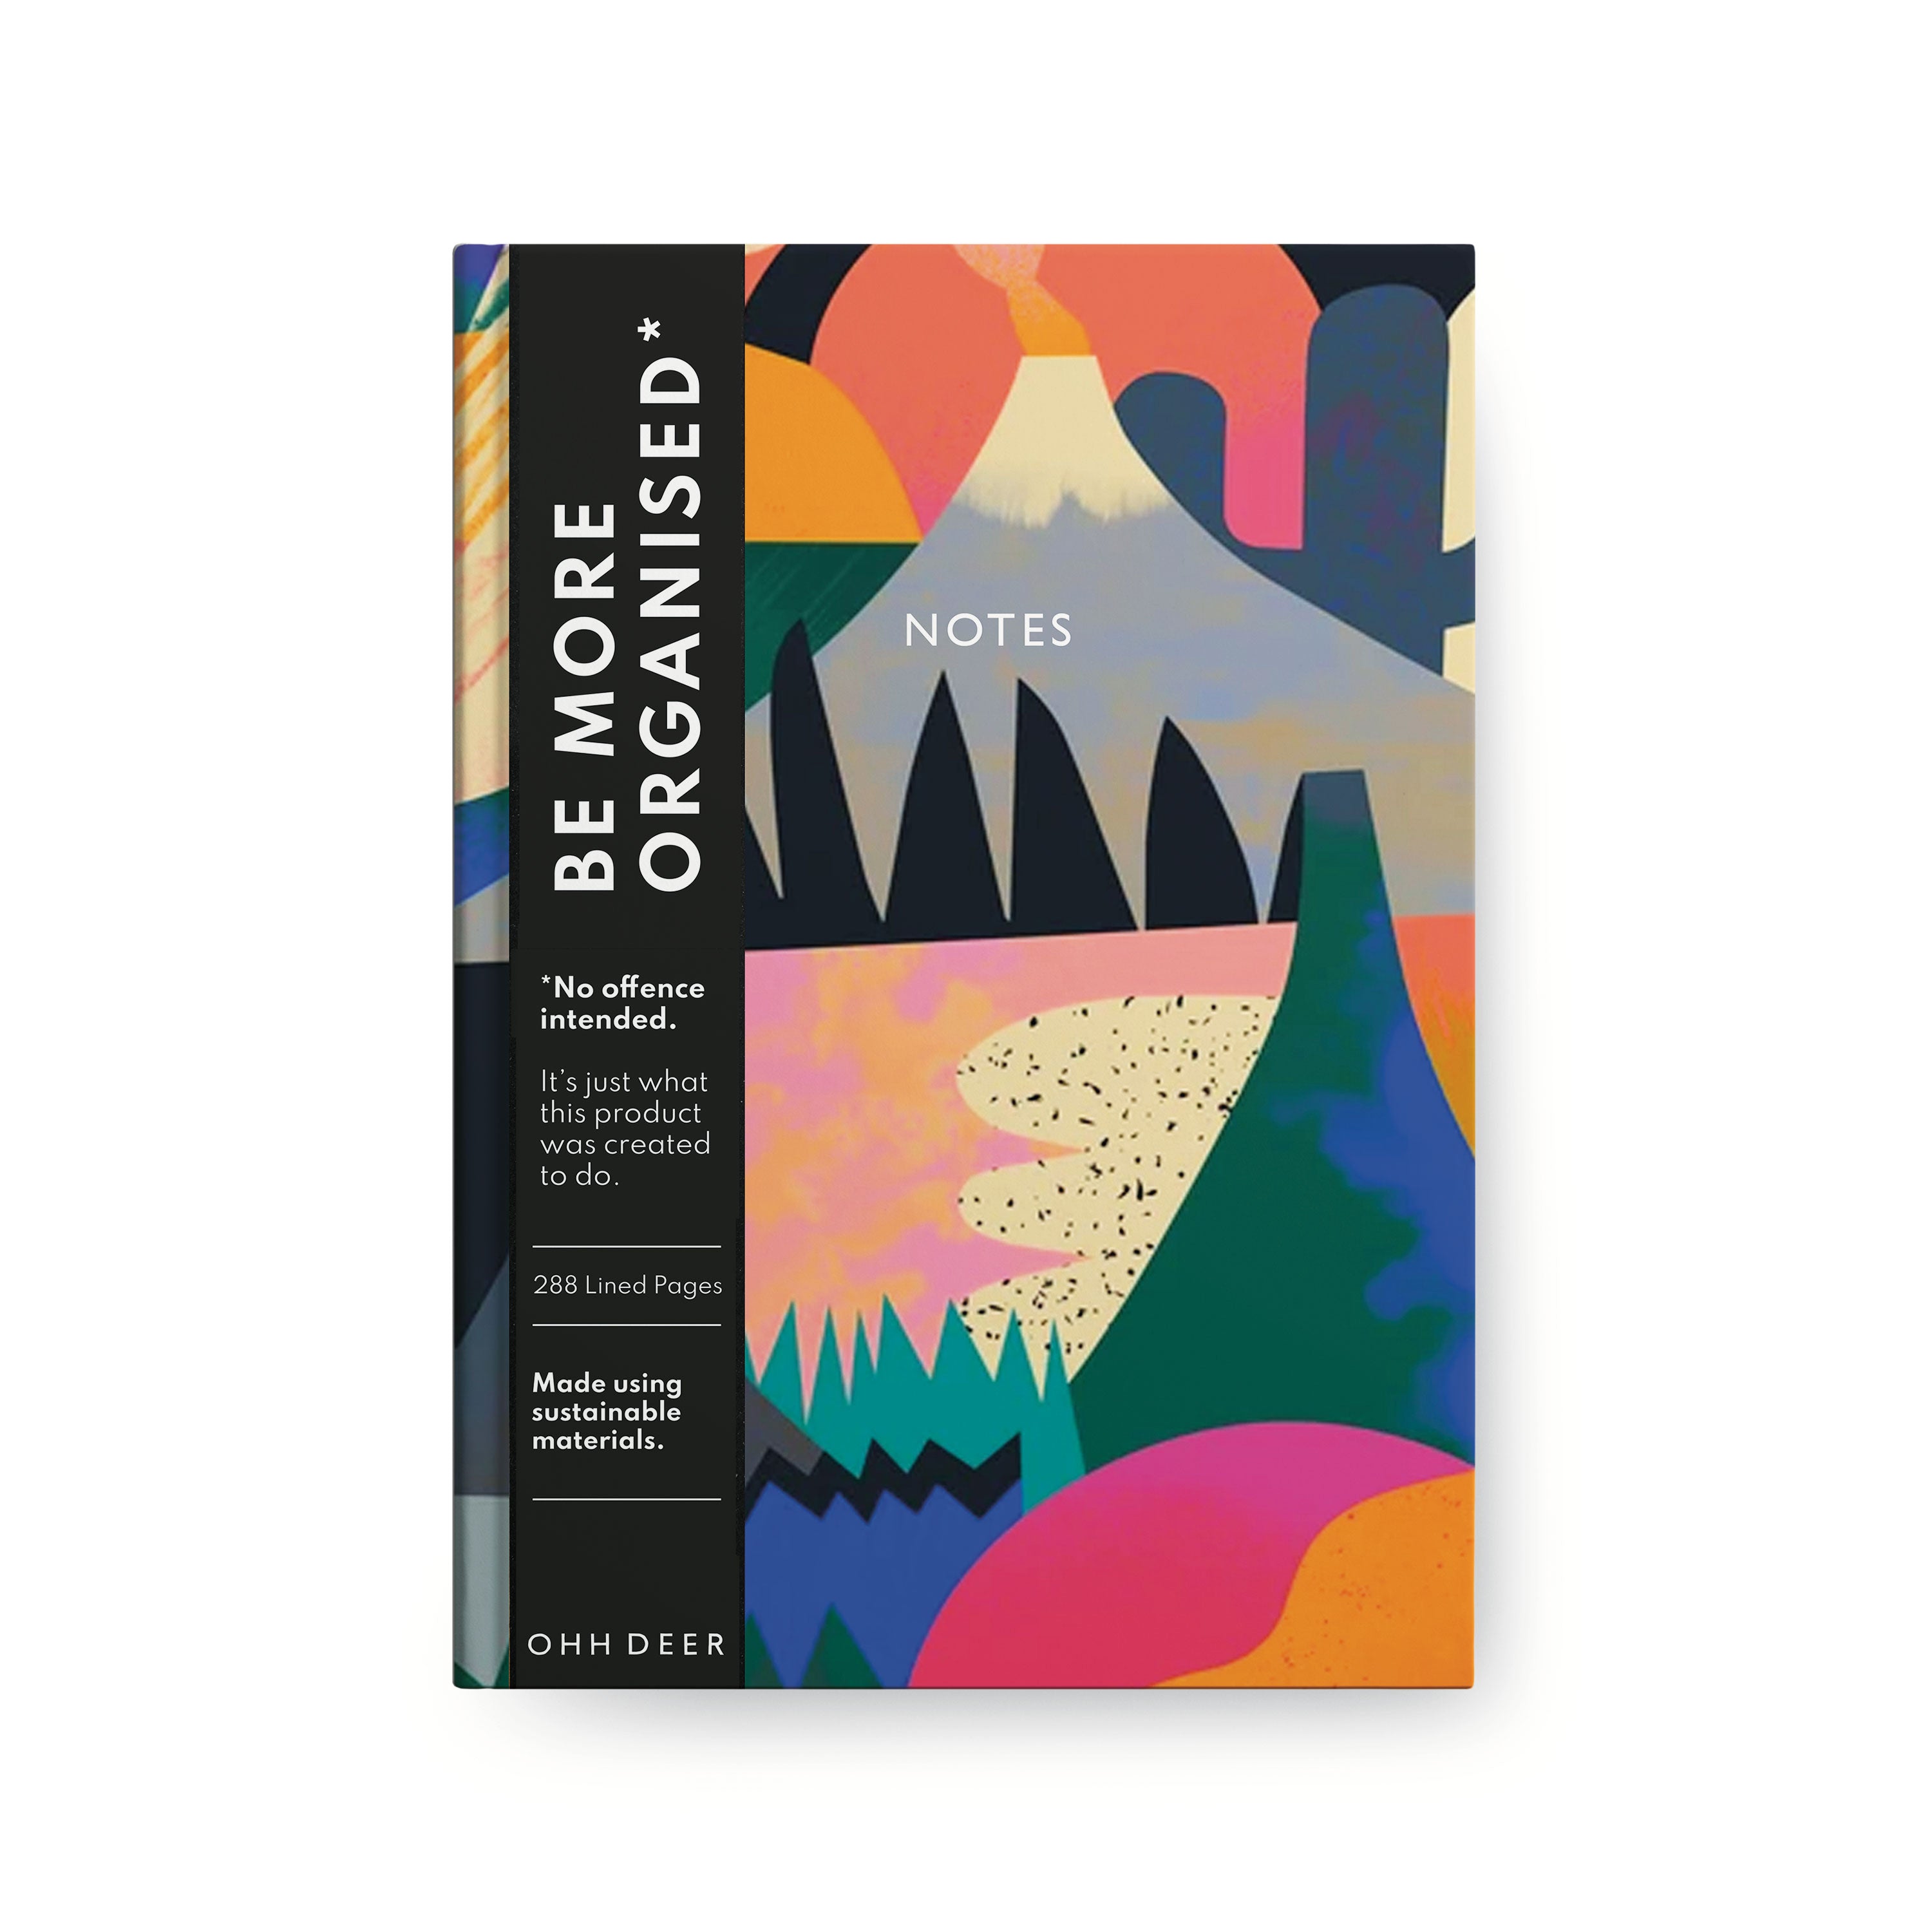 BE MORE
ORGANISED*
*No offence
intended.
It's just what
this product
was created
to do.
288 Lined Pages
Made using
sustainable
materials.
OHH DEER
NOTES